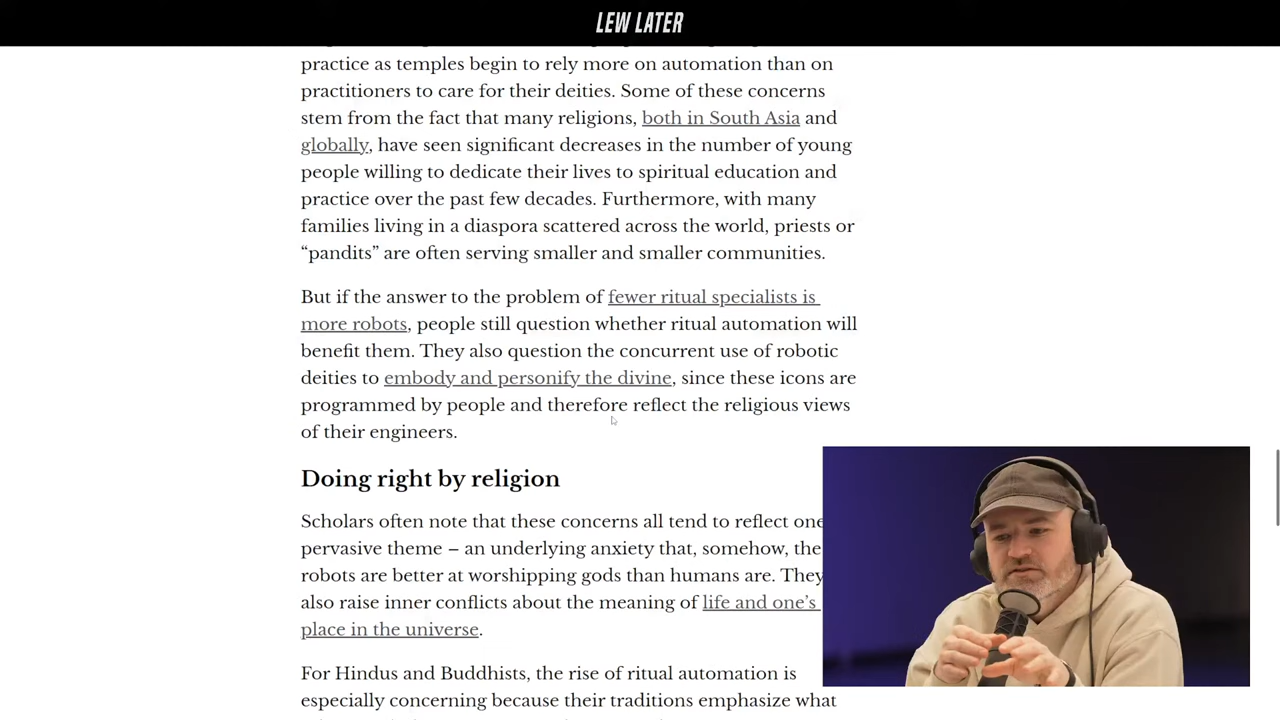 LEW LATER
practice as temples begin to rely more on automation than on
practitioners to care for their deities. Some of these concerns
stem from the fact that many religions, both in South Asia and
globally, have seen significant decreases in the number of young
people willing to dedicate their lives to spiritual education and
practice over the past few decades. Furthermore, with many
families living in a diaspora scattered across the world, priests or
“pandits” are often serving smaller and smaller communities.
But if the answer to the problem of fewer ritual specialists is
more robots, people still question whether ritual automation will
benefit them. They also question the concurrent use of robotic
deities to embody and personify the divine, since these icons are
programmed by people and therefore reflect the religious views
of their engineers.
Doing right by religion
Scholars often note that these concerns all tend to reflect one
pervasive theme – an underlying anxiety that, somehow, the
robots are better at worshipping gods than humans are. They
also raise inner conflicts about the meaning of life and one’s
place in the universe.
For Hindus and Buddhists, the rise of ritual automation is
especially concerning because their traditions emphasize what